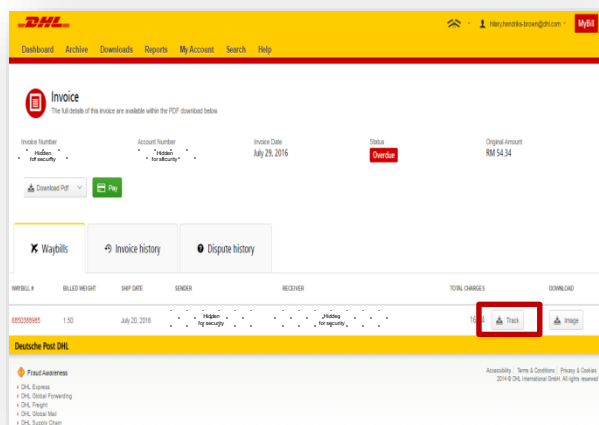 DHL
hilary.hendriks-brown@dhl.com
MyBill
Dashboard Archive Downloads Reports My Account Search Help
Invoice
The full details of this invoice are available within the PDF download below.
Invoice Number Account Number Invoice Date Status Original Amount
Hidden for security Hidden for security July 29, 2016 Overdue RM 54.34
Download Pdf Pay
Waybills Invoice history Dispute history
WAYBILL # BILLED WEIGHT SHIP DATE SENDER RECEIVER TOTAL CHARGES DOWNLOAD
1.50 July 20, 2016 Hidden for security Hidden for security Track Image
Deutsche Post DHL
Fraud Awareness
Accessibility | Terms & Conditions | Privacy & Cookies
2014 © DHL International GmbH. All rights reserved
DHL Express
DHL Global Forwarding
DHL Freight
DHL Global Mail
DHL Supply Chain